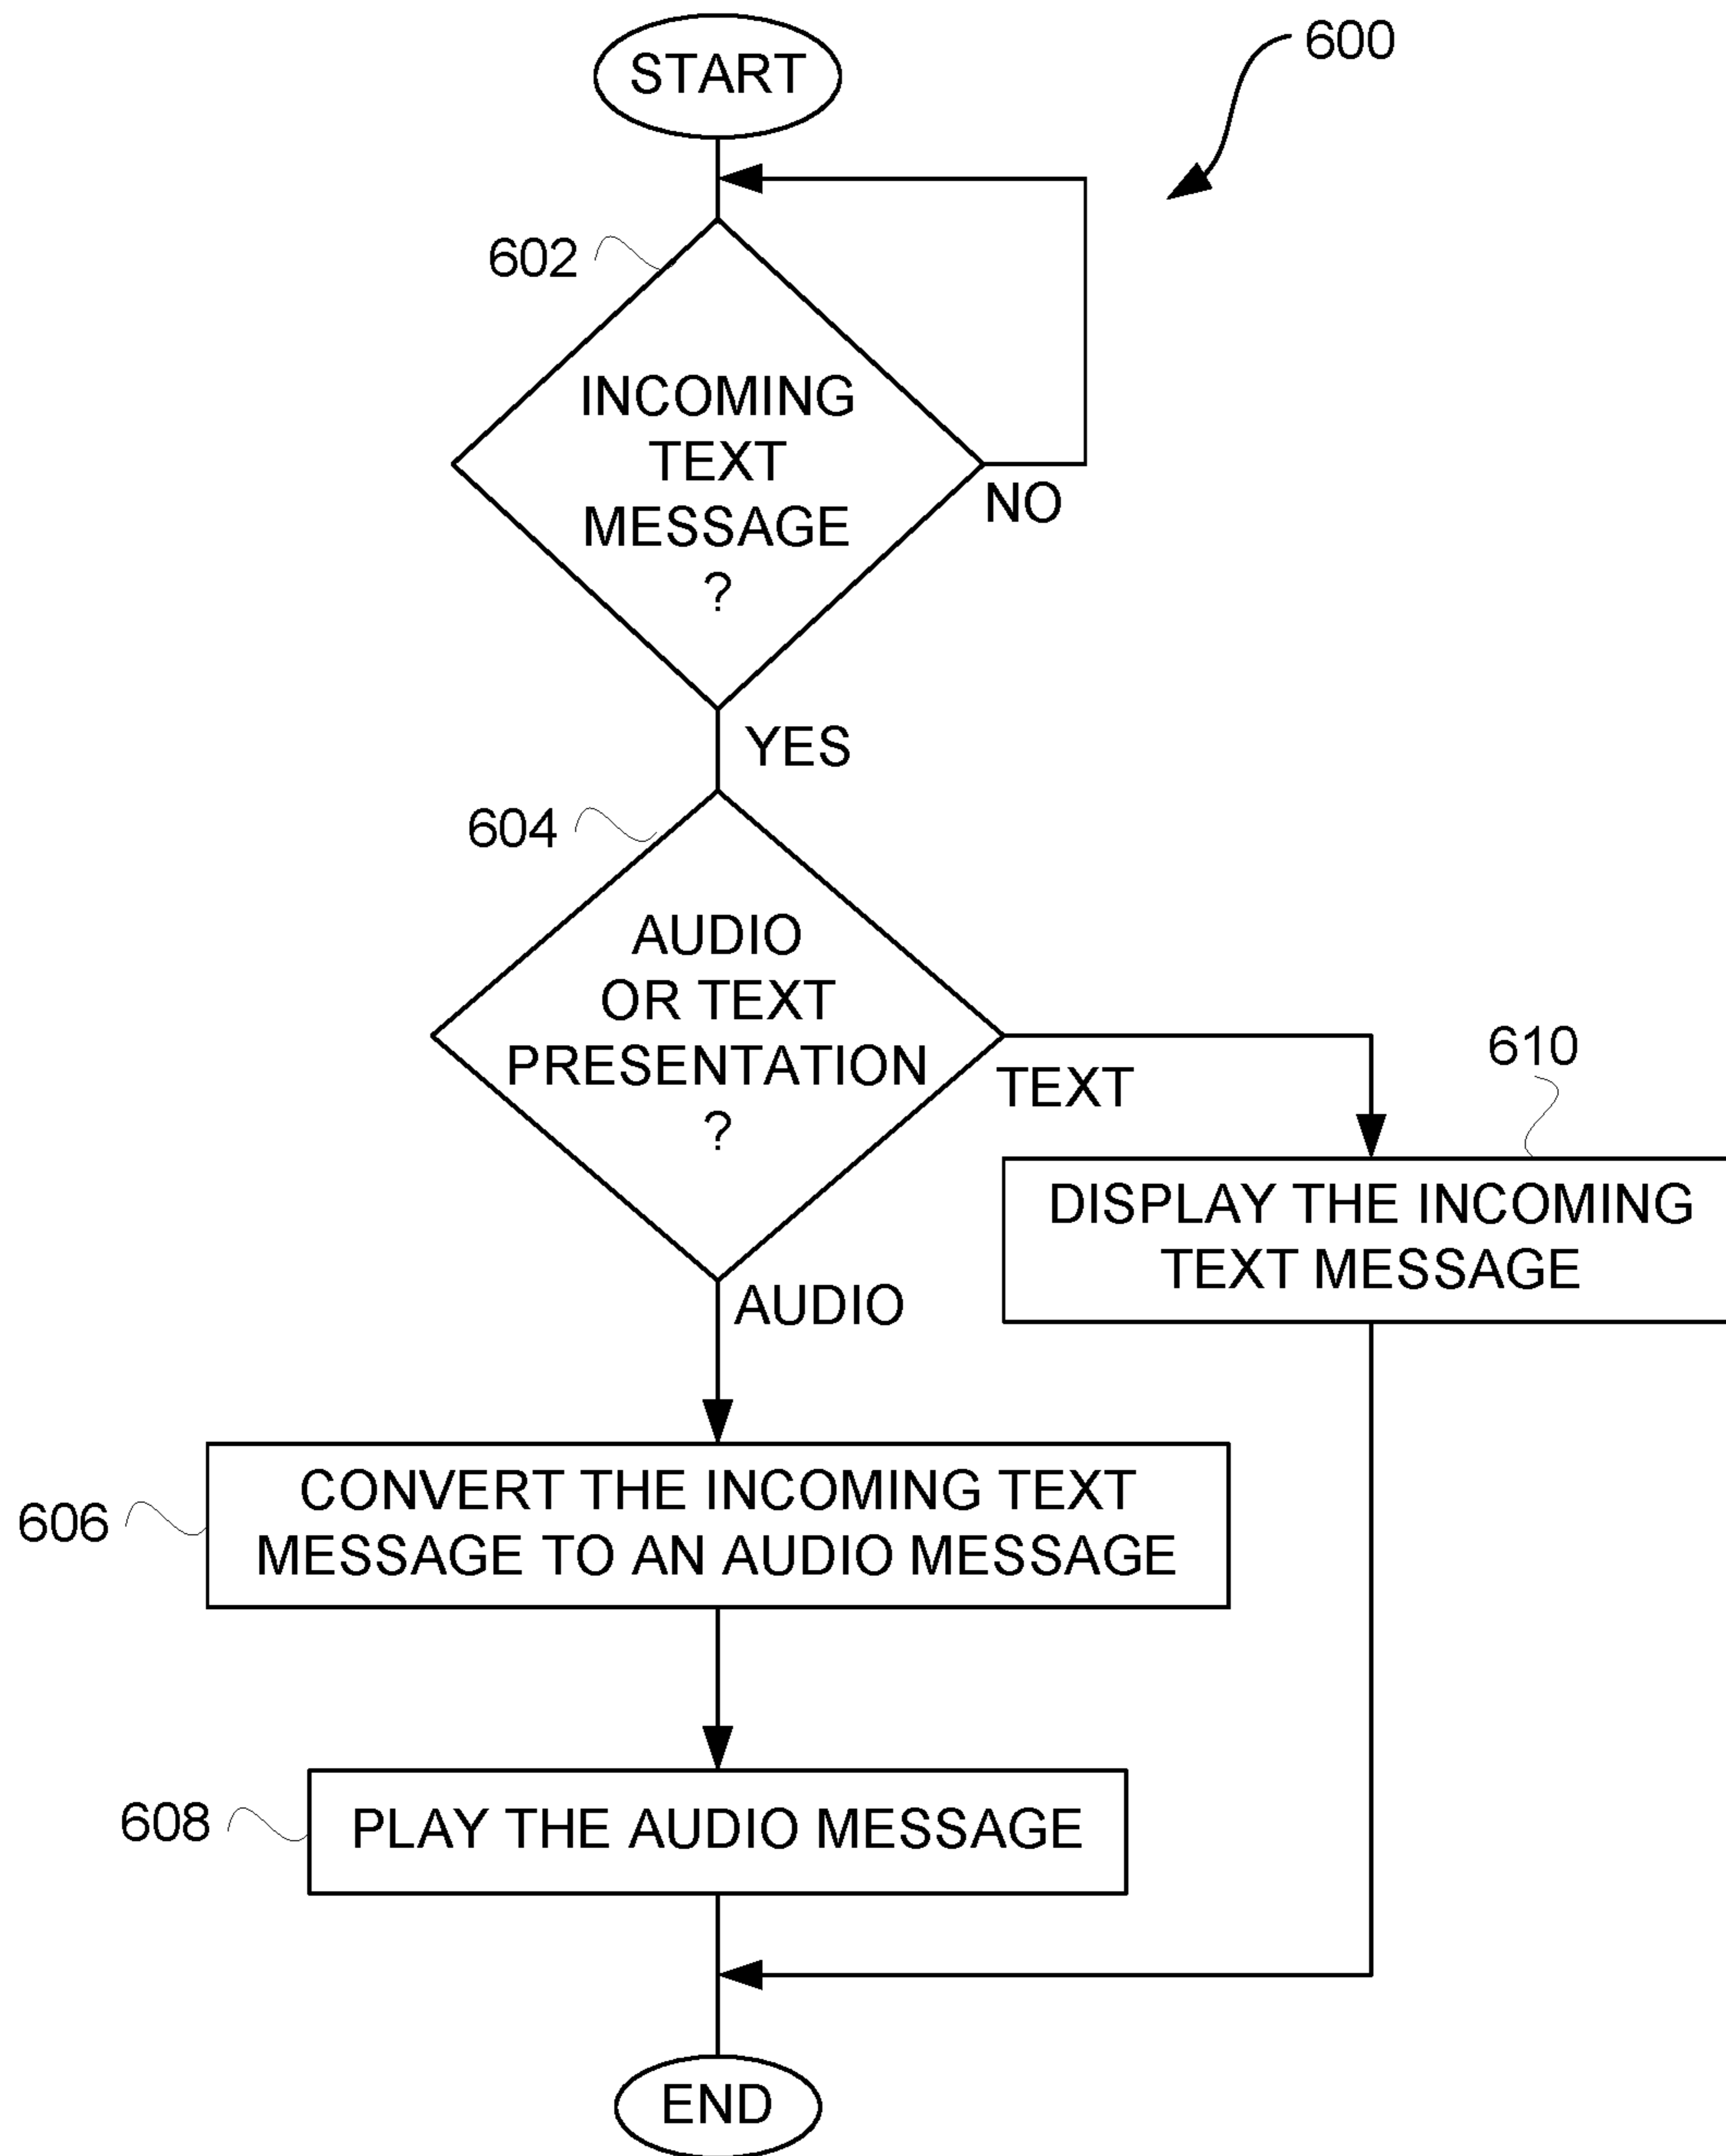 START
600
602
INCOMING
TEXT
MESSAGE
?
NO
YES
604
AUDIO
OR TEXT
PRESENTATION
?
TEXT
610
DISPLAY THE INCOMING
TEXT MESSAGE
AUDIO
606
CONVERT THE INCOMING TEXT
MESSAGE TO AN AUDIO MESSAGE
608
PLAY THE AUDIO MESSAGE
END